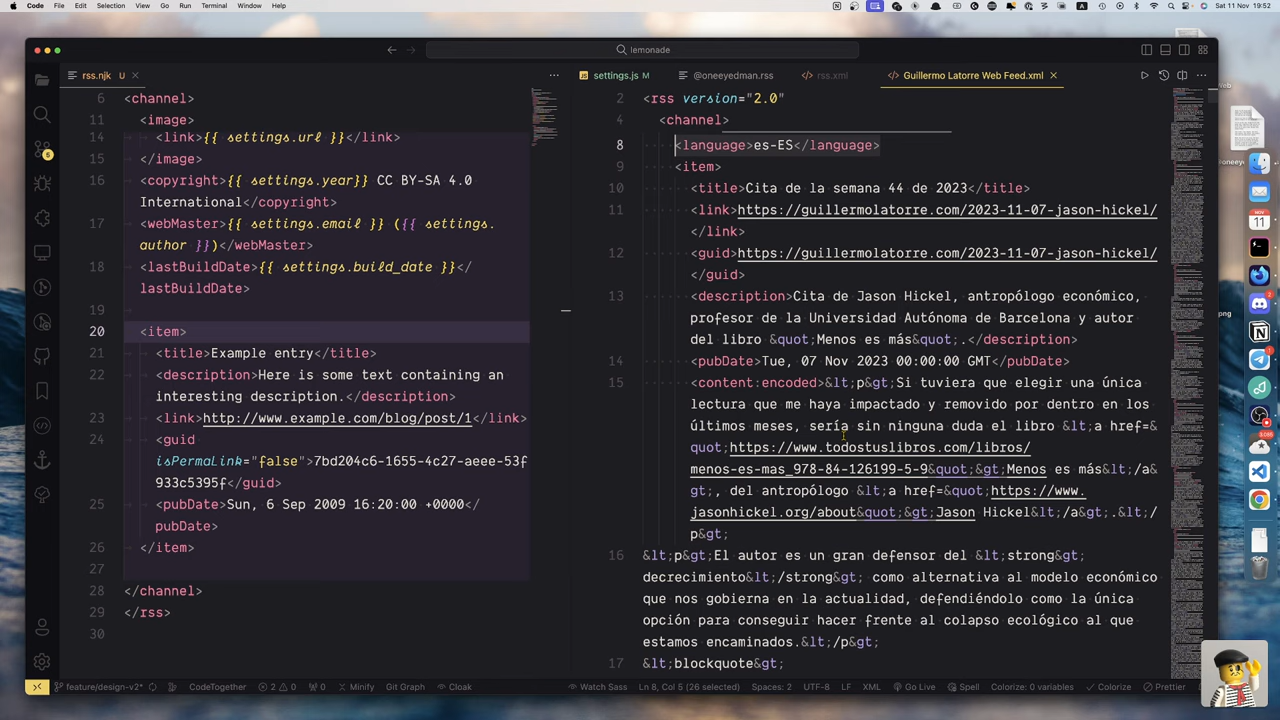 Code File Edit Selection View Go Run Terminal Window Help
Sat 11 Nov 19:52
lemonade
rss.njk U
settings.js M
@oneeyedman.rss
rss.xml
Guillermo Latorre Web Feed.xml
6 <channel>
11 <image>
14 <link>{{ settings.url }}</link>
15 </image>
16 <copyright>{{ settings.year}} CC BY-SA 4.0
International</copyright>
17 <webMaster>{{ settings.email }} ({{ settings.
author }})</webMaster>
18 <lastBuildDate>{{ settings.build_date }}</
lastBuildDate>
19
20 <item>
21 <title>Example entry</title>
22 <description>Here is some text containing an
interesting description.</description>
23 <link>http://www.example.com/blog/post/1</link>
24 <guid
isPermaLink="false">7bd204c6-1655-4c27-
933c5395f</guid>
25 <pubDate>Sun, 6 Sep 2009 16:20:00 +0000</
pubDate>
26 </item>
27
28 </channel>
29 </rss>
30
2 <rss version="2.0"
4 <channel>
8 <language>es-ES</language>
<item>
10 <title>Cita de la semana 44 de 2023</title>
11 <link>https://guillermolatorre.com/2023-11-07-jason-hickel/
</link>
12 <guid>https://guillermolatorre.com/2023-11-07-jason-hickel/
</guid>
13 <description>Cita de Jason Hickel, antropólogo económico,
profesor de la Universidad Autónoma de Barcelona y autor
del libro &quot;Menos es más&quot;.</description>
14 <pubDate>Tue, 07 Nov 2023 00:00:00 GMT</pubDate>
15 <content:encoded>&lt;p&gt;Si tuviera que elegir una única
lectura que me haya impactado y removido por dentro en los
últimos meses, sería sin ninguna duda el libro &lt;a href=&
quot;http://www.todostuslibros.com/libros/
menos-es-mas_978-84-126199-5-9&quot;&gt;Menos es más&lt;/a&
gt;, del antropólogo &lt;a href=&quot;https://www.
jasonhickel.org/about&quot;&gt;Jason Hickel&lt;/a&gt;.&lt;/
p&gt;
16 &lt;p&gt;El autor es un gran defensor del &lt;strong&gt;
decrecimiento&lt;/strong&gt; como alternativa al modelo económico
que nos gobierna en la actualidad, defendiéndolo como la única
opción para conseguir hacer frente al colapso ecológico al que
estamos encaminados.&lt;/p&gt;
17 &lt;blockquote&gt;
feature/design-v2* CodeTogether 2 0 0 Minify Git Graph Cloak
Watch Sass Ln 8, Col 5 (26 selected) Spaces: 2 UTF-8 LF XML Go Live Spell Colorize: 0 variables Colorize Prettier